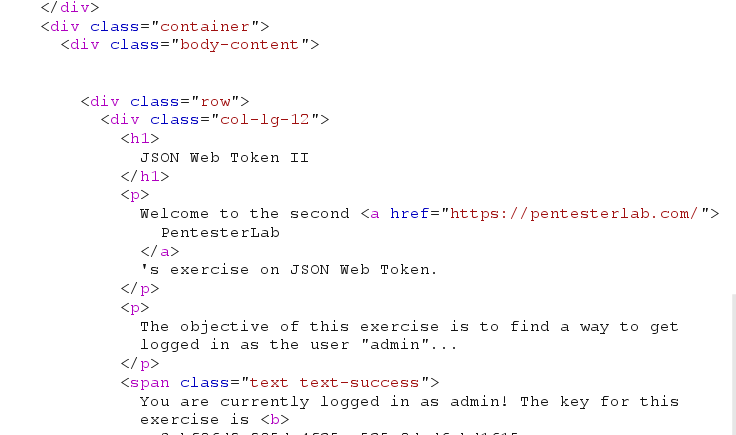 </div>
<div class="container">
<div class="body-content">
<div class="row">
<div class="col-lg-12">
<h1>
JSON Web Token II
</h1>
<p>
Welcome to the second <a href="https://pentesterlab.com/">
PentesterLab
</a>
's exercise on JSON Web Token.
</p>
<p>
The objective of this exercise is to find a way to get
logged in as the user "admin"...
</p>
<span class="text text-success">
You are currently logged in as admin! The key for this
exercise is <b>